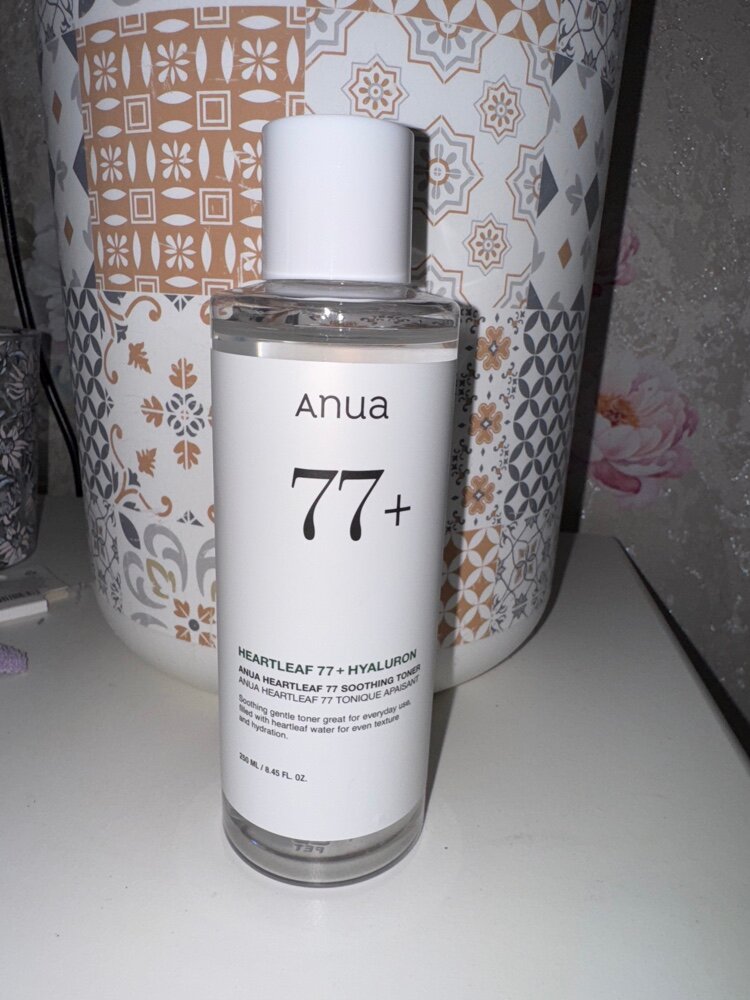 Anua
77+
HEARTLEAF 77+ HYALURON
ANUA HEARTLEAF 77 SOOTHING TONER
ANUA HEARTLEAF 77 TONIQUE APAISANT
Soothing gentle toner great for everyday use,
filled with heartleaf water for even texture
and hydration.
250 ML / 8.45 FL. OZ.